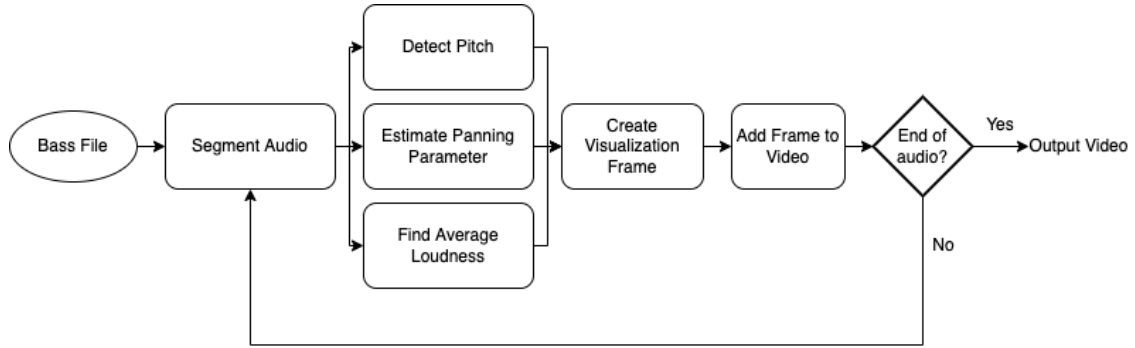 Bass File
Segment Audio
Detect Pitch
Estimate Panning
Parameter
Find Average
Loudness
Create
Visualization
Frame
Add Frame to
Video
End of
audio?
Yes
Output Video
No